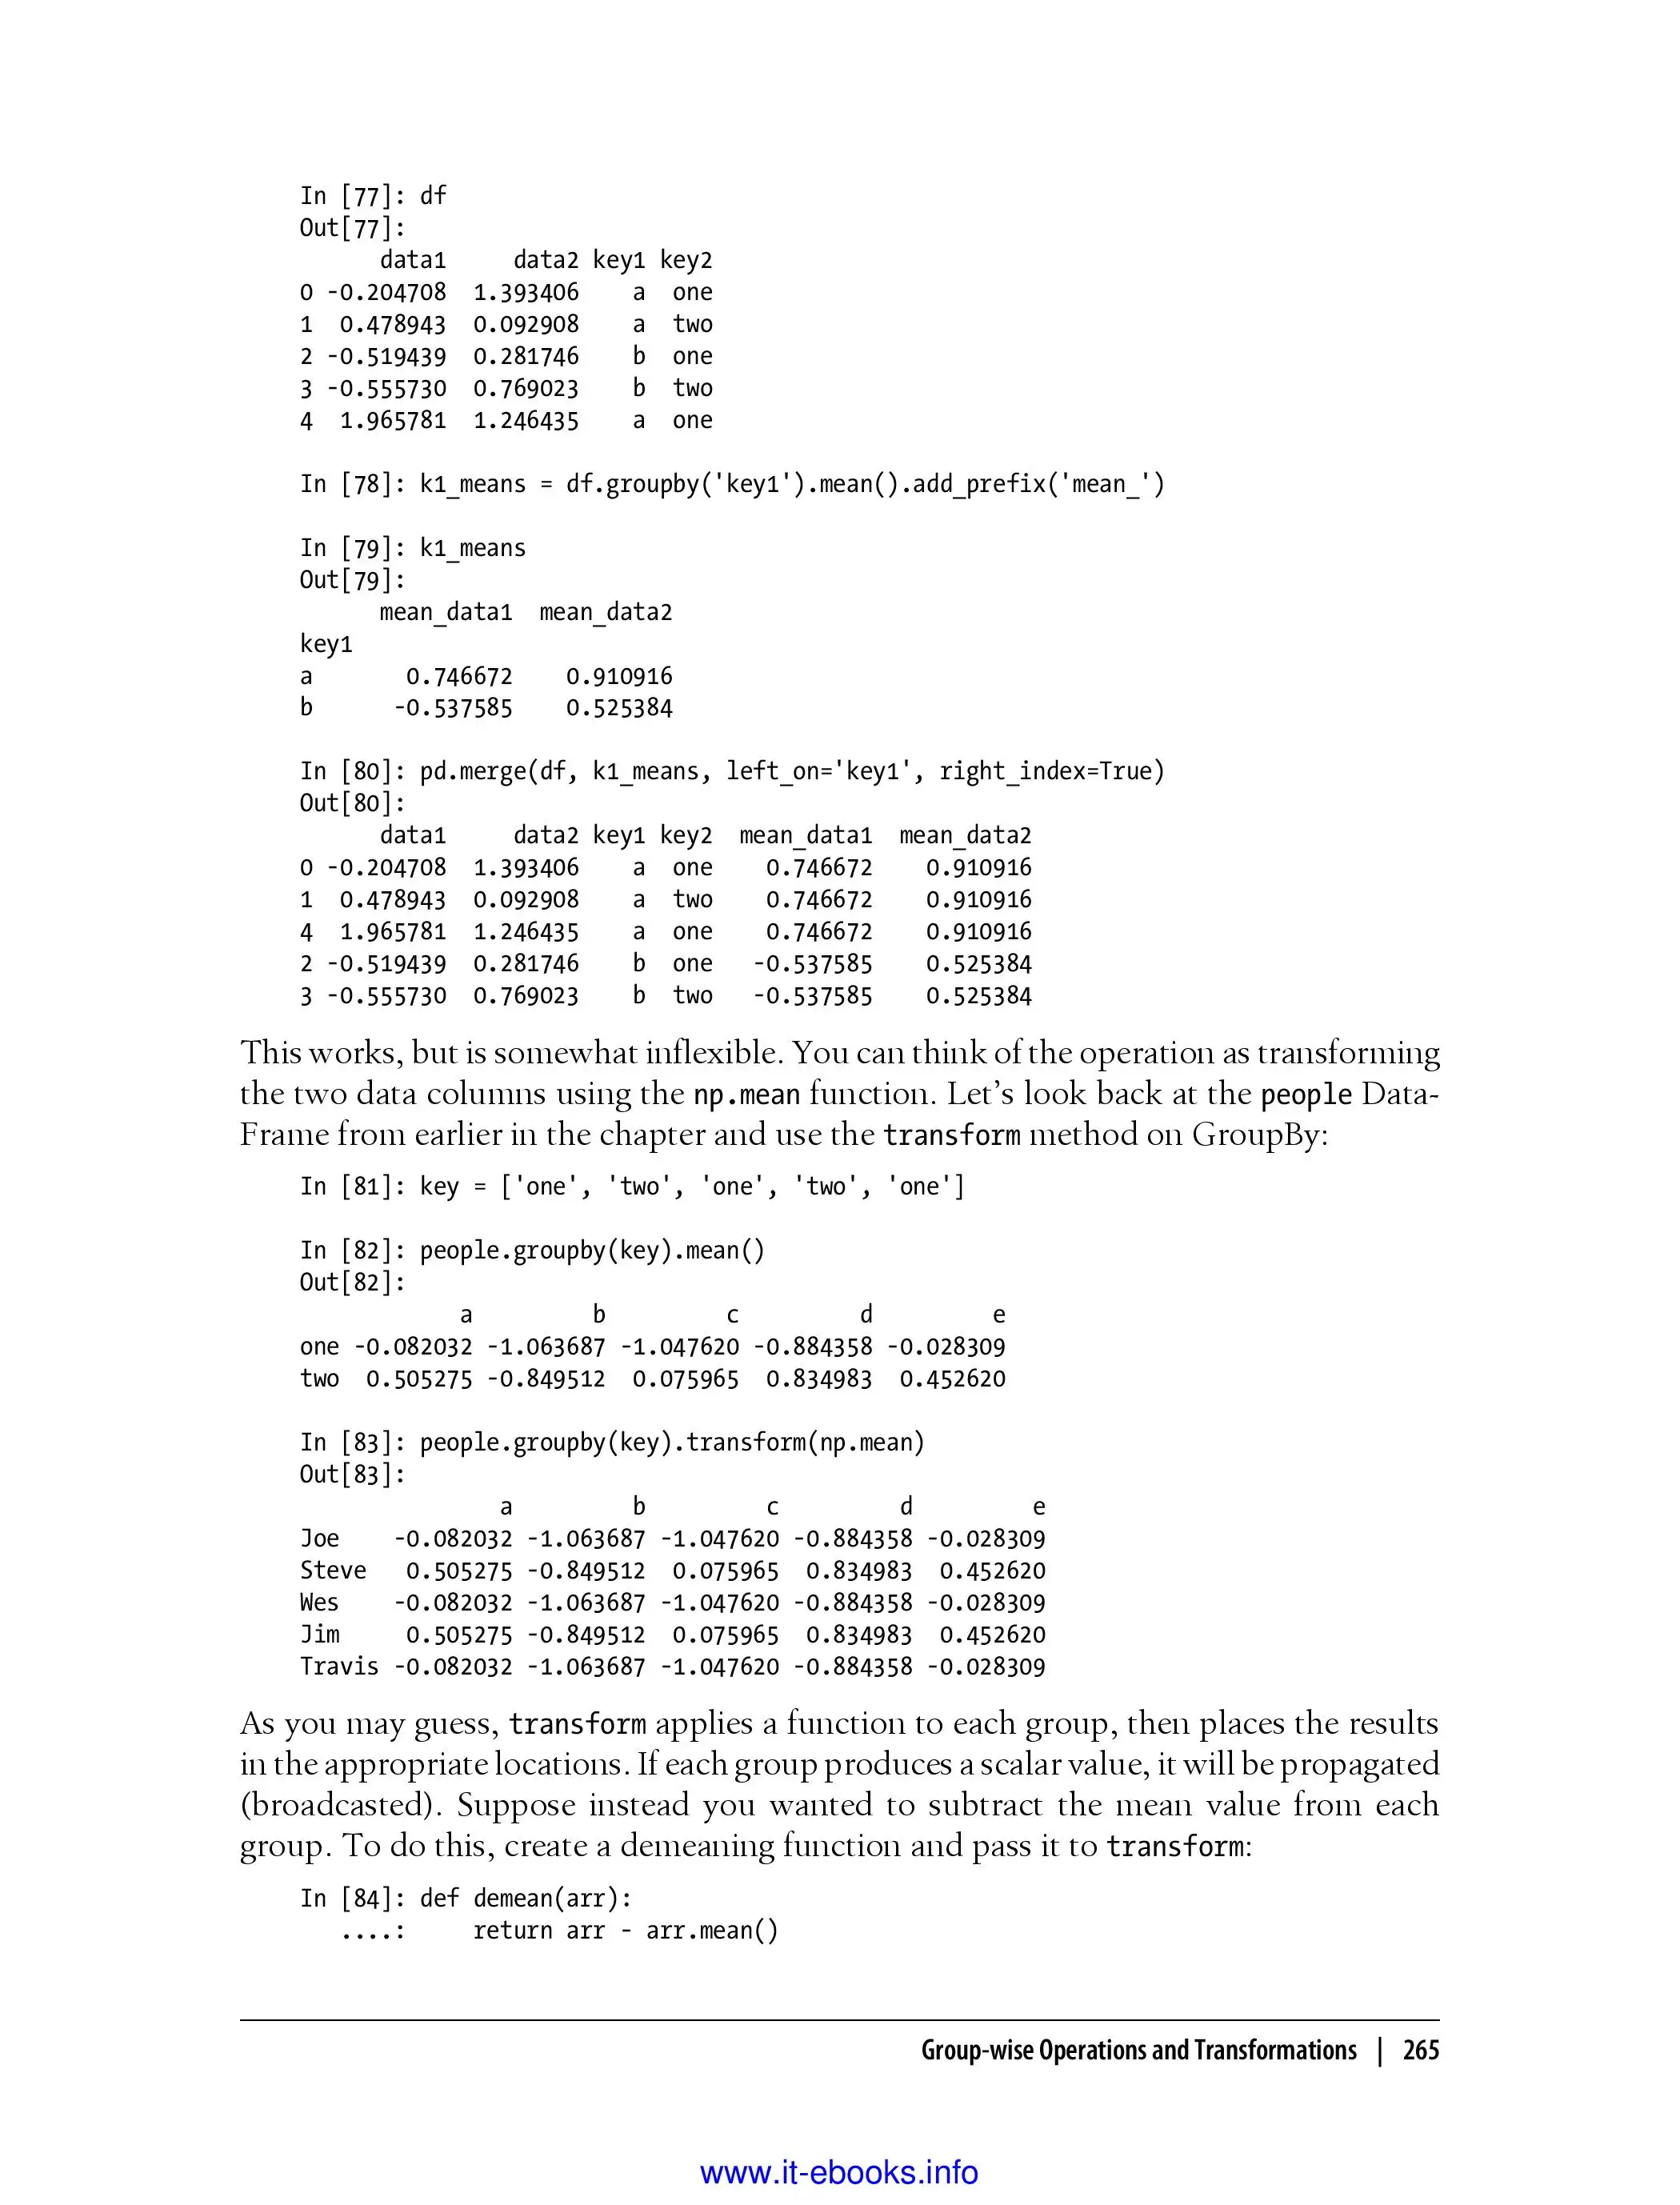 In [77]: df
Out[77]:
      data1     data2 key1 key2
0 -0.204708  1.393406    a  one
1  0.478943  0.092908    a  two
2 -0.519439  0.281746    b  one
3 -0.555730  0.769023    b  two
4  1.965781  1.246435    a  one
In [78]: k1_means = df.groupby('key1').mean().add_prefix('mean_')
In [79]: k1_means
Out[79]:
      mean_data1  mean_data2
key1
a       0.746672    0.910916
b      -0.537585    0.525384
In [80]: pd.merge(df, k1_means, left_on='key1', right_index=True)
Out[80]:
      data1     data2 key1 key2  mean_data1  mean_data2
0 -0.204708  1.393406    a  one    0.746672    0.910916
1  0.478943  0.092908    a  two    0.746672    0.910916
4  1.965781  1.246435    a  one    0.746672    0.910916
2 -0.519439  0.281746    b  one   -0.537585    0.525384
3 -0.555730  0.769023    b  two   -0.537585    0.525384
This works, but is somewhat inflexible. You can think of the operation as transforming
the two data columns using the np.mean function. Let’s look back at the people Data-
Frame from earlier in the chapter and use the transform method on GroupBy:
In [81]: key = ['one', 'two', 'one', 'two', 'one']
In [82]: people.groupby(key).mean()
Out[82]:
            a         b         c         d         e
one -0.082032 -1.063687 -1.047620 -0.884358 -0.028309
two  0.505275 -0.849512  0.075965  0.834983  0.452620
In [83]: people.groupby(key).transform(np.mean)
Out[83]:
               a         b         c         d         e
Joe    -0.082032 -1.063687 -1.047620 -0.884358 -0.028309
Steve   0.505275 -0.849512  0.075965  0.834983  0.452620
Wes    -0.082032 -1.063687 -1.047620 -0.884358 -0.028309
Jim     0.505275 -0.849512  0.075965  0.834983  0.452620
Travis -0.082032 -1.063687 -1.047620 -0.884358 -0.028309
As you may guess, transform applies a function to each group, then places the results
in the appropriate locations. If each group produces a scalar value, it will be propagated
(broadcasted). Suppose instead you wanted to subtract the mean value from each
group. To do this, create a demeaning function and pass it to transform:
In [84]: def demean(arr):
   ....:     return arr - arr.mean()
Group-wise Operations and Transformations | 265
www.it-ebooks.info